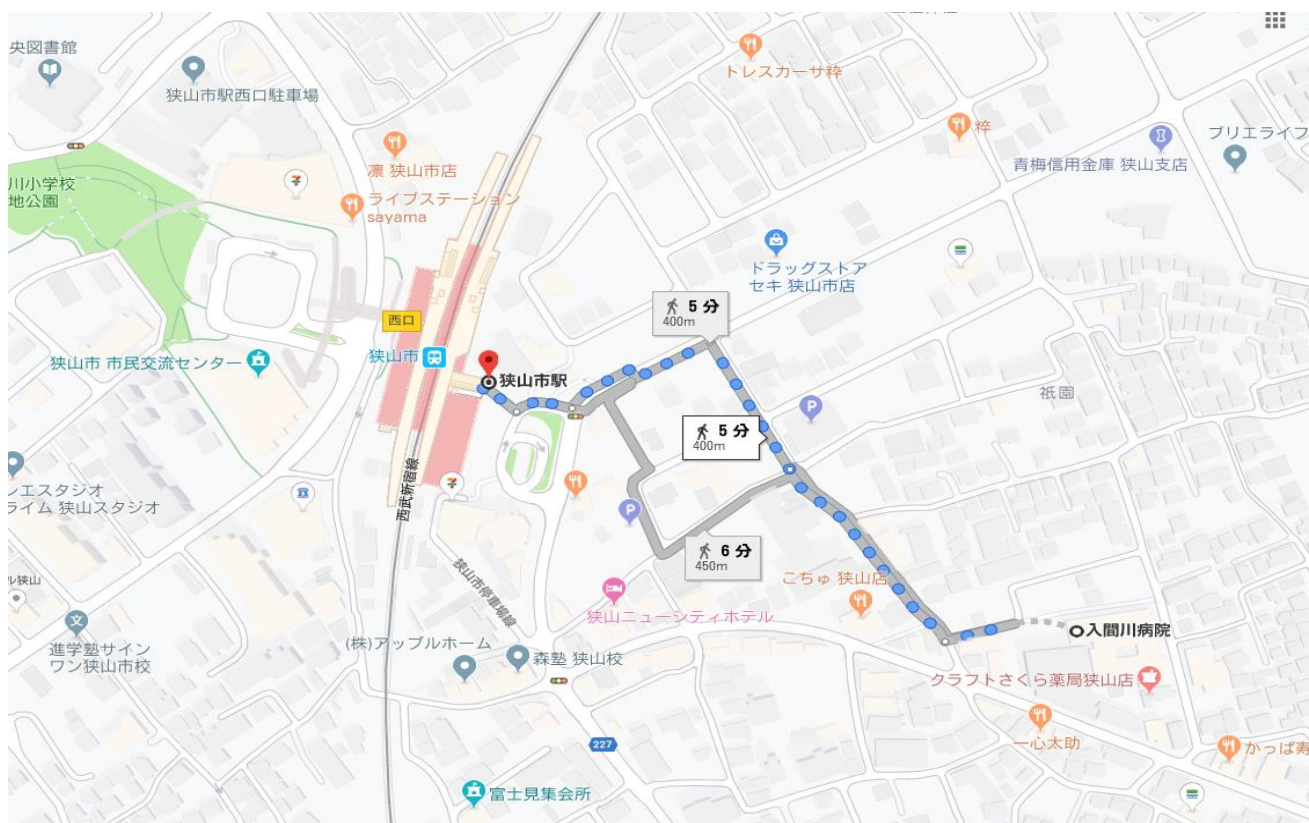 央図書館
狭山市駅西口駐車場
トレスカーサ粋
粹
青梅信用金庫 狭山支店
ブリエライフ
凛 狭山市店
川小学校
地公園
ライブステーション
sayama
ドラッグストア
セキ 狭山市店
5 分
400m
西口
狭山市
狭山市 市民交流センター
狭山市駅
祇園
P
5 分
400m
西武新宿線
ンエスタジオ
ライム 狭山スタジオ
P
6 分
450m
こちゅ 狭山店
ル狭山
狭山市停車場線
狭山ニューシティホテル
入間川病院
文
進学塾サイン
ワン狭山市校
(株)アップルホーム
森塾 狭山校
クラフトさくら薬局狭山店
227
一心太助
かっぱ寿
富士見集会所